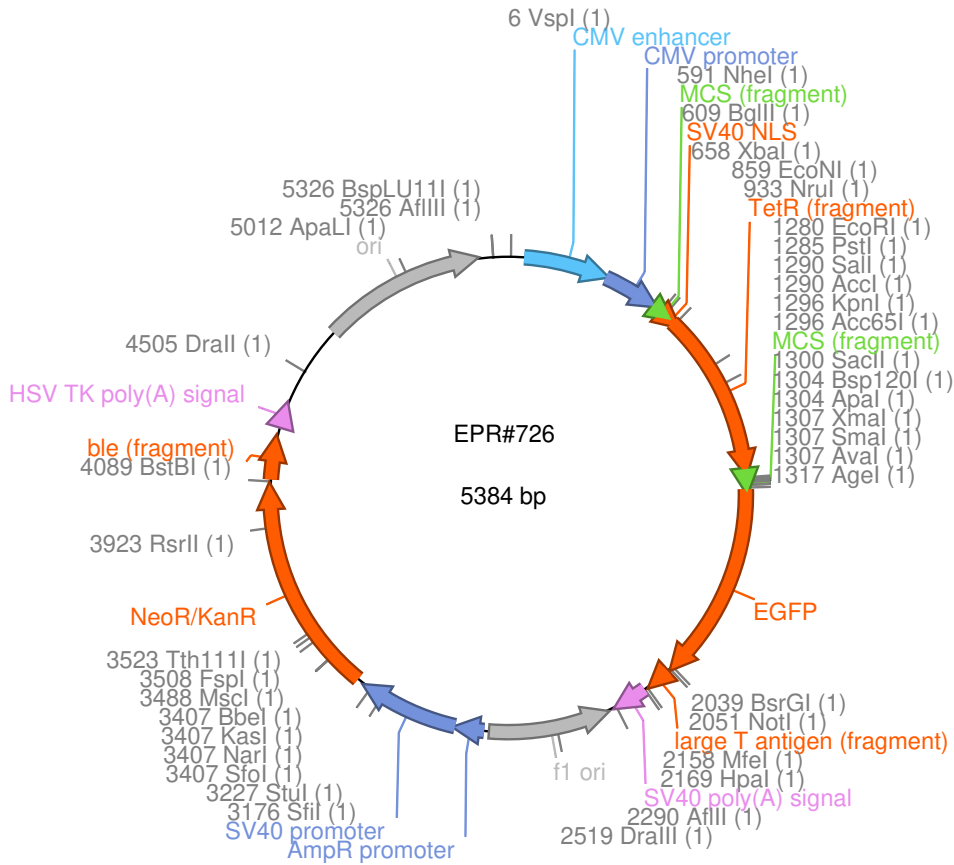 6 VspI (1)
CMV enhancer
CMV promoter
591 NheI (1)
MCS (fragment)
609 BglII (1)
SV40 NLS
658 XbaI (1)
859 EcoNI (1)
933 NruI (1)
TetR (fragment)
1280 EcoRI (1)
1285 PstI (1)
1290 SalI (1)
1290 AccI (1)
1296 KpnI (1)
1296 Acc65I (1)
MCS (fragment)
1300 SacII (1)
1304 Bsp120I (1)
1304 ApaI (1)
1307 XmaI (1)
1307 SmaI (1)
1307 AvaI (1)
1317 AgeI (1)
EGFP
2039 BsrGI (1)
2051 NotI (1)
large T antigen (fragment)
2158 MfeI (1)
2169 HpaI (1)
SV40 poly(A) signal
2290 AflII (1)
2519 DraIII (1)
f1 ori
AmpR promoter
SV40 promoter
3176 SfiI (1)
3227 StuI (1)
3407 SfoI (1)
3407 NarI (1)
3407 KasI (1)
3407 BbeI (1)
3488 MscI (1)
3508 FspI (1)
3523 Tth111I (1)
NeoR/KanR
3923 RsrII (1)
4089 BstBI (1)
ble (fragment)
HSV TK poly(A) signal
4505 DraII (1)
ori
5012 ApaLI (1)
5326 AflIII (1)
5326 BspLU11I (1)
EPR#726
5384 bp